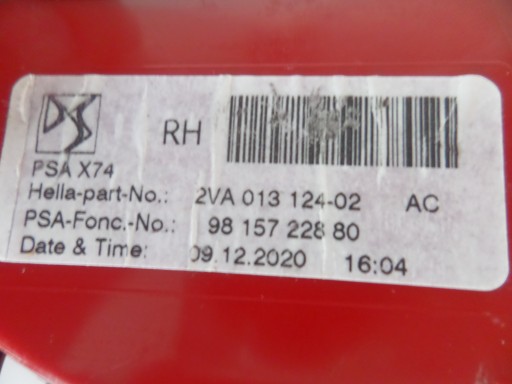 DS
RH
PSA X74
Hella-part-No.: 2VA 013 124-02 AC
PSA-Fonc.-No.: 98 157 228 80
Date & Time: 09.12.2020 16:04